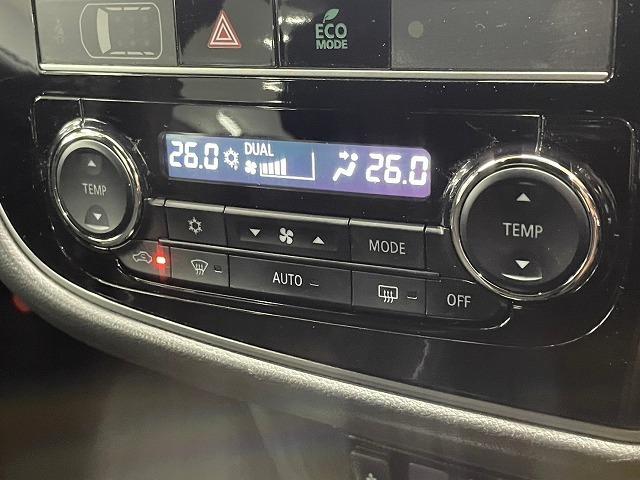 ECO
MODE
26.0 DUAL 26.0
TEMP
TEMP
MODE
AUTO
OFF